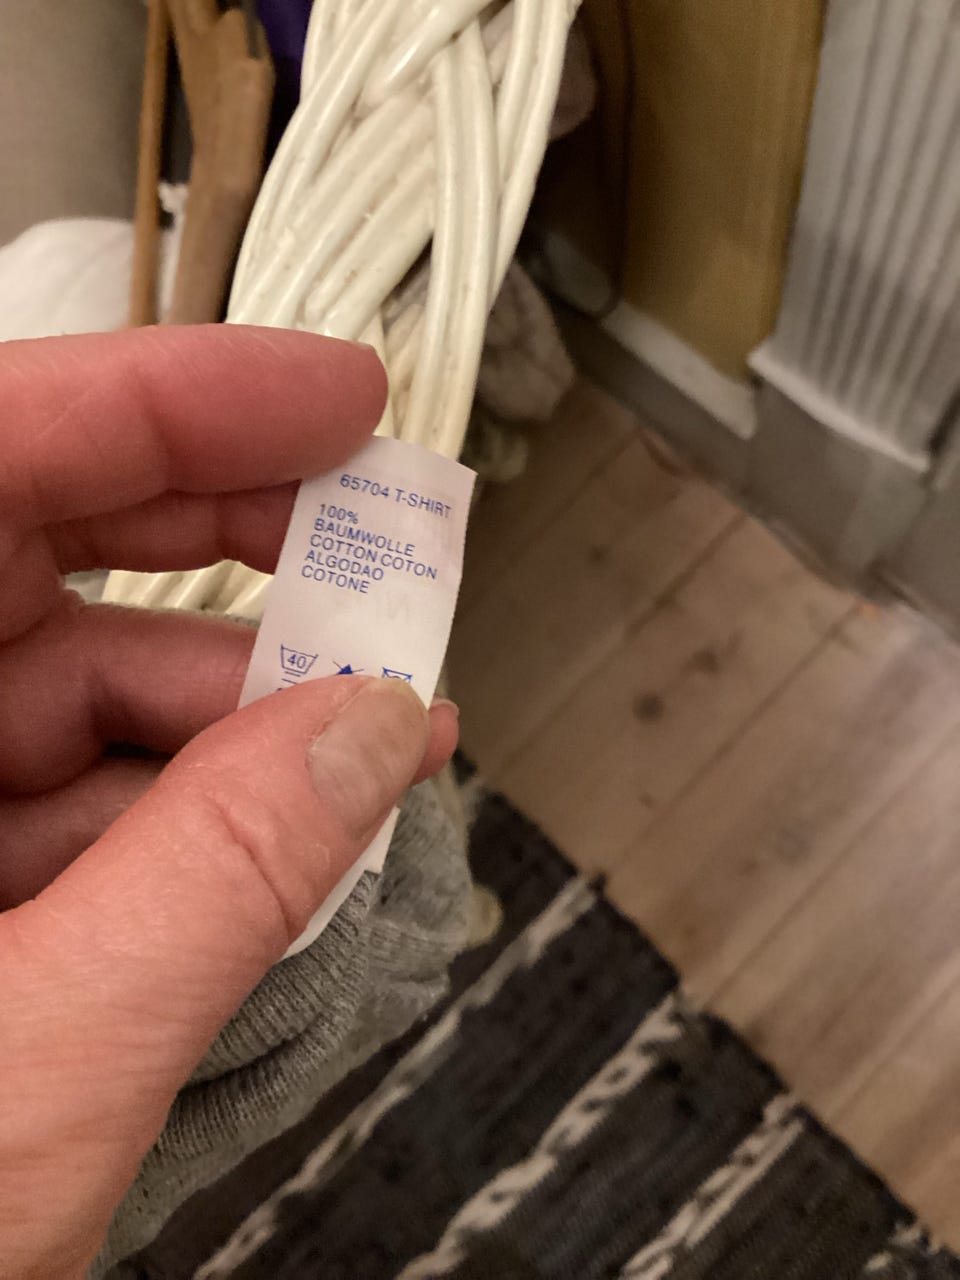 65704 T-SHIRT
100%
BAUMWOLLE
COTTON COTON
ALGODAO
COTONE
40